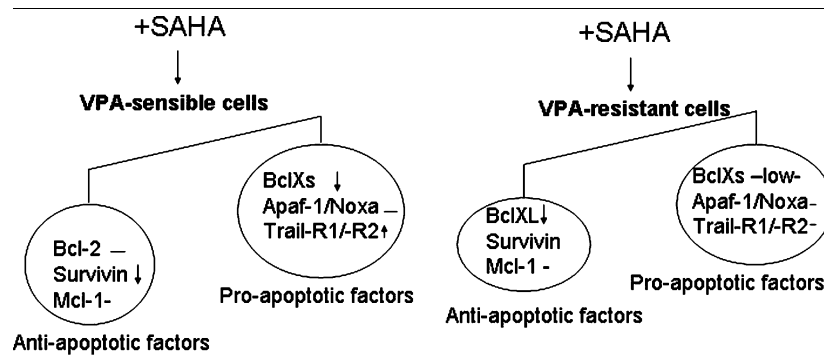 +SAHA
VPA-sensible cells
BclXs ↓
Apaf-1/Noxa –
Trail-R1/-R2↑
Pro-apoptotic factors
Bcl-2 –
Survivin ↓
Mcl-1-
Anti-apoptotic factors
+SAHA
VPA-resistant cells
BclXs –low-
Apaf-1/Noxa-
Trail-R1/-R2-
Pro-apoptotic factors
BclXL↓
Survivin
Mcl-1 -
Anti-apoptotic factors